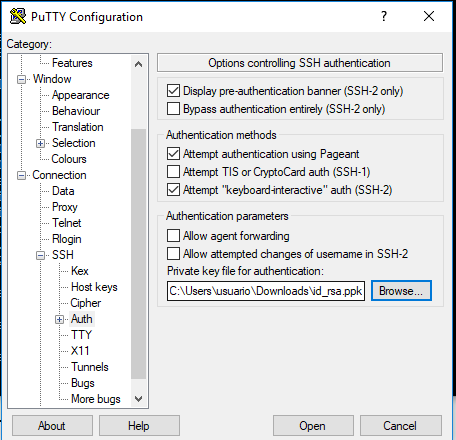 PuTTY Configuration
Category:
Features
Window
Appearance
Behaviour
Translation
Selection
Colours
Connection
Data
Proxy
Telnet
Rlogin
SSH
Kex
Host keys
Cipher
Auth
TTY
X11
Tunnels
Bugs
More bugs
Options controlling SSH authentication
Display pre-authentication banner (SSH-2 only)
Bypass authentication entirely (SSH-2 only)
Authentication methods
Attempt authentication using Pageant
Attempt TIS or CryptoCard auth (SSH-1)
Attempt "keyboard-interactive" auth (SSH-2)
Authentication parameters
Allow agent forwarding
Allow attempted changes of username in SSH-2
Private key file for authentication:
C:\Users\usuario\Downloads\id_rsa.ppk
Browse...
About
Help
Open
Cancel